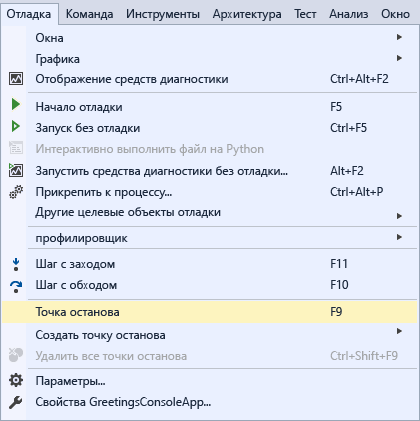 Отладка Команда Инструменты Архитектура Тест Анализ Окно
Окна
Графика
Отображение средств диагностики Ctrl+Alt+F2
Начало отладки F5
Запуск без отладки Ctrl+F5
Интерактивно выполнить файл на Python
Запустить средства диагностики без отладки... Alt+F2
Прикрепить к процессу... Ctrl+Alt+P
Другие целевые объекты отладки
профилировщик
Шаг с заходом F11
Шаг с обходом F10
Точка останова F9
Создать точку останова
Удалить все точки останова Ctrl+Shift+F9
Параметры...
Свойства GreetingsConsoleApp...